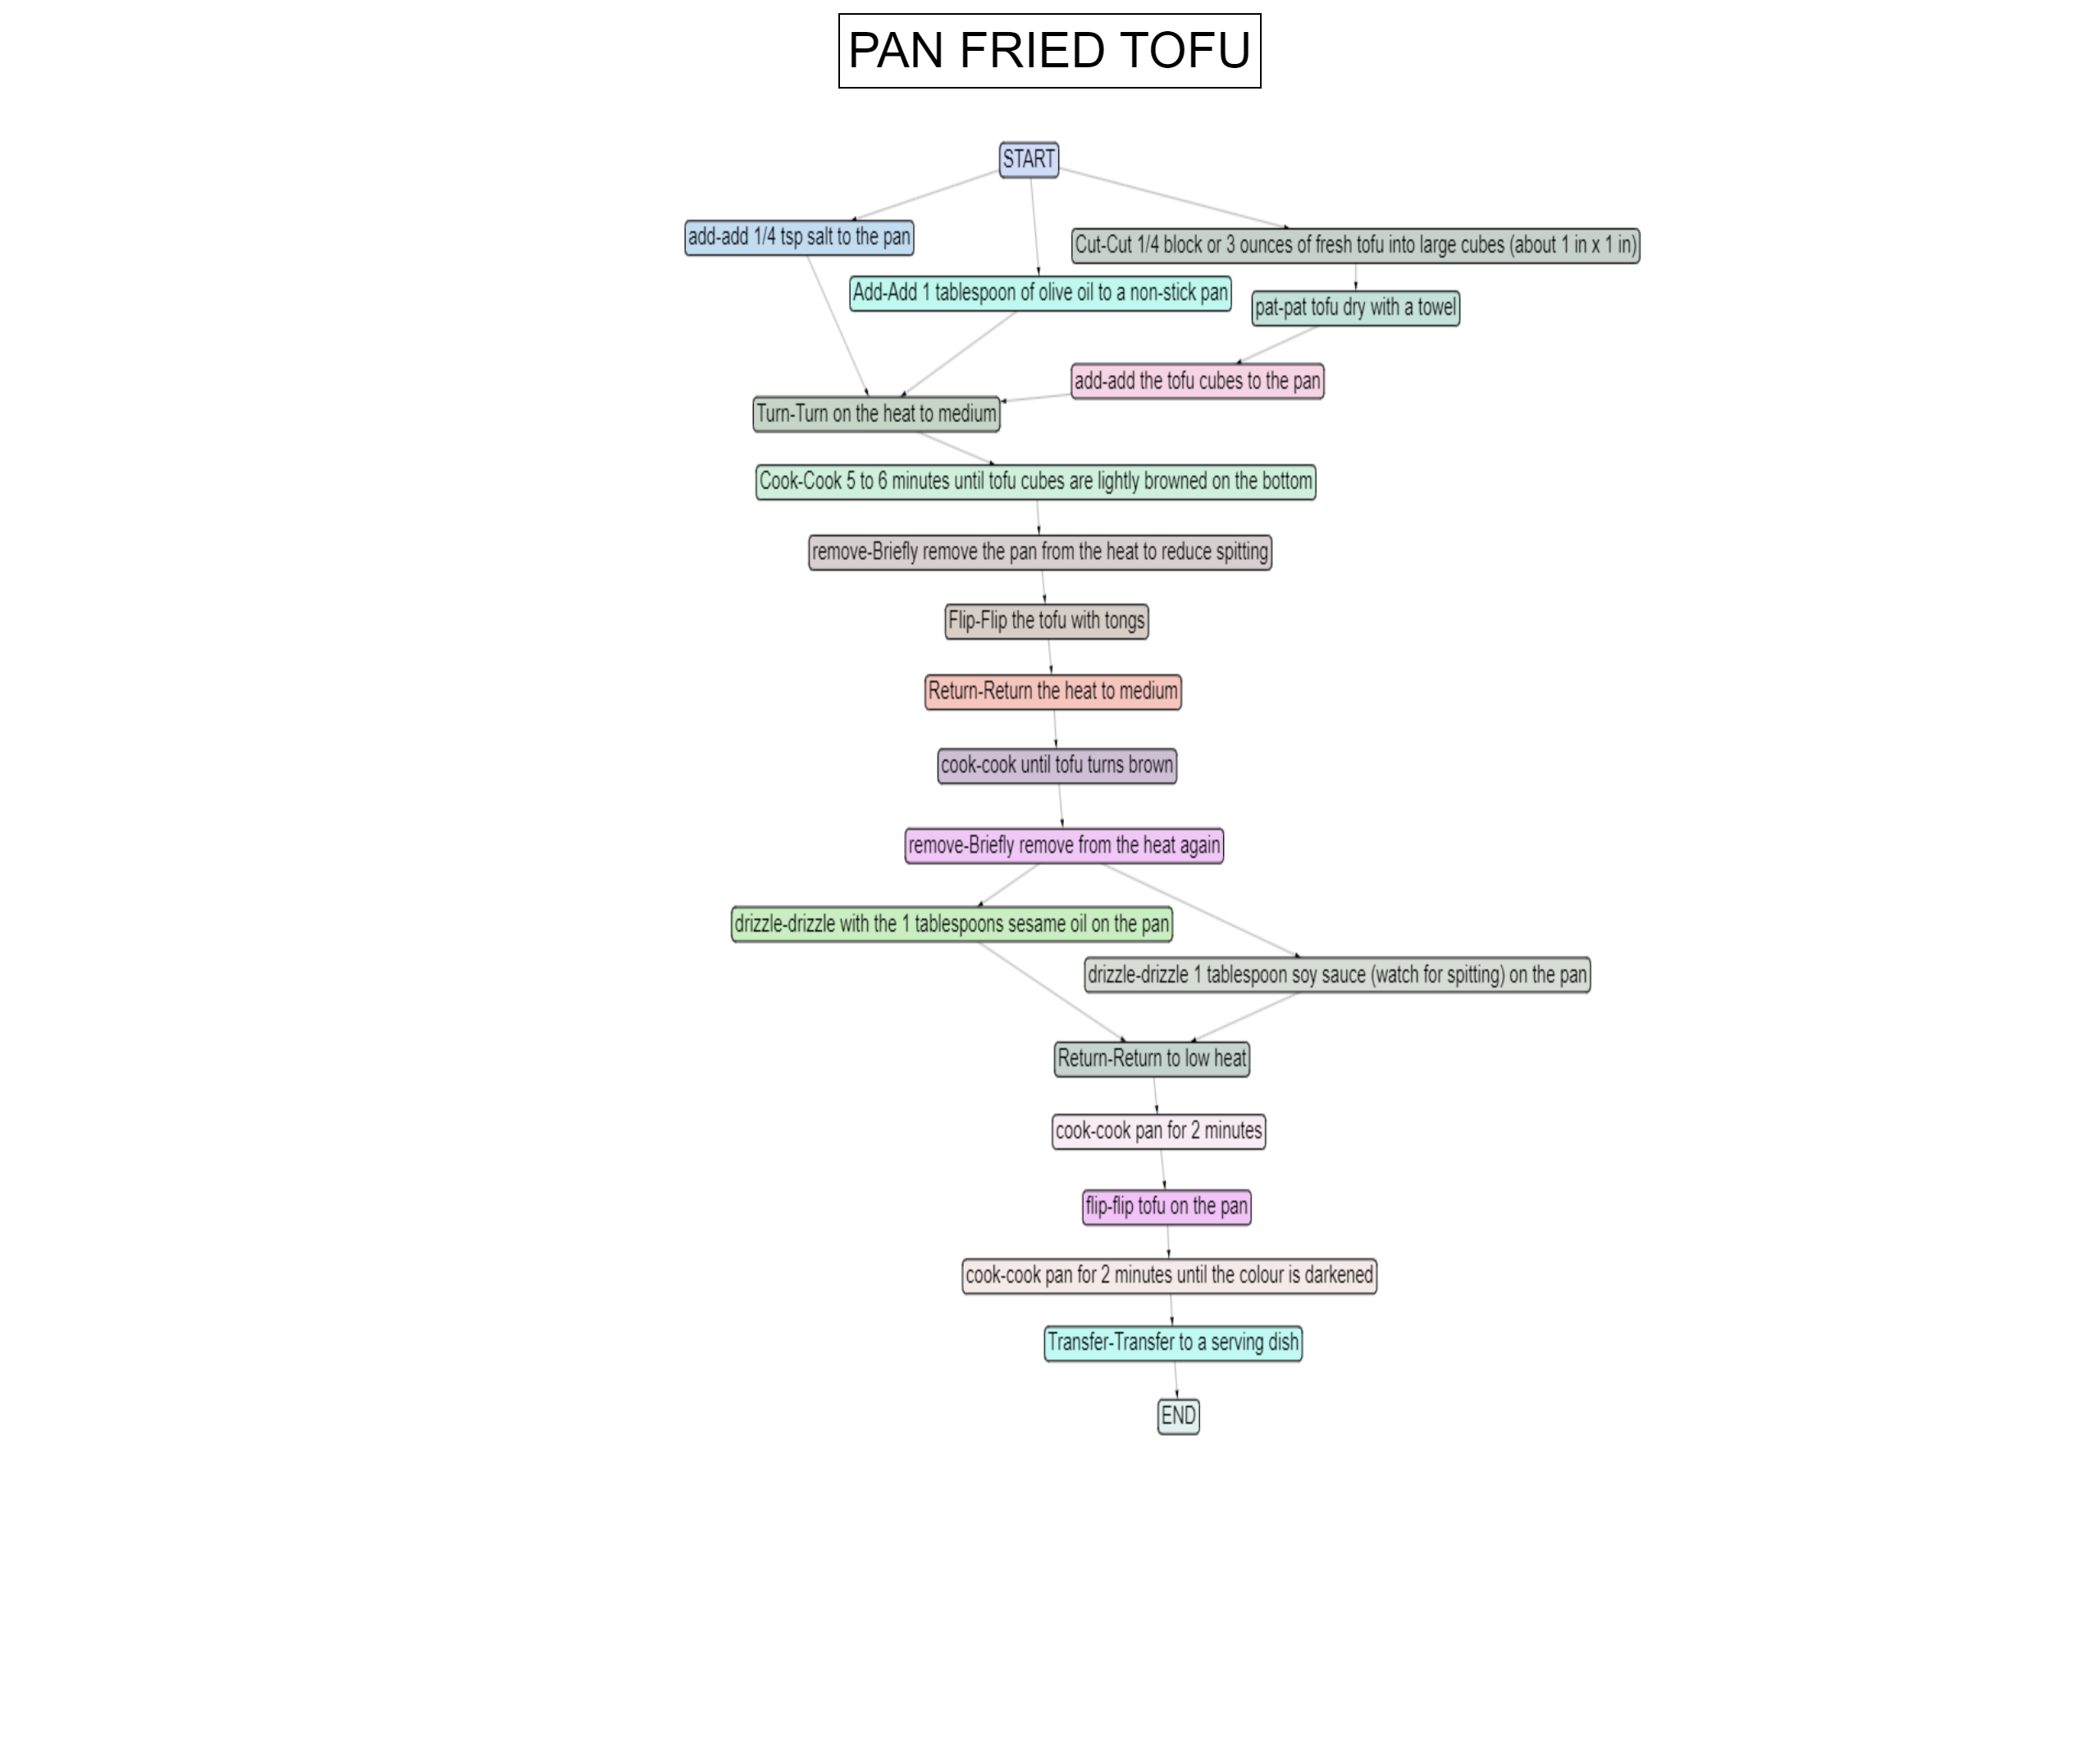 PAN FRIED TOFU
START
add-add 1/4 tsp salt to the pan
Cut-Cut 1/4 block or 3 ounces of fresh tofu into large cubes (about 1 in x 1 in)
Add-Add 1 tablespoon of olive oil to a non-stick pan
pat-pat tofu dry with a towel
add-add the tofu cubes to the pan
Turn-Turn on the heat to medium
Cook-Cook 5 to 6 minutes until tofu cubes are lightly browned on the bottom
remove-Briefly remove the pan from the heat to reduce spitting
Flip-Flip the tofu with tongs
Return-Return the heat to medium
cook-cook until tofu turns brown
remove-Briefly remove from the heat again
drizzle-drizzle with the 1 tablespoons sesame oil on the pan
drizzle-drizzle 1 tablespoon soy sauce (watch for spitting) on the pan
Return-Return to low heat
cook-cook pan for 2 minutes
flip-flip tofu on the pan
cook-cook pan for 2 minutes until the colour is darkened
Transfer-Transfer to a serving dish
END